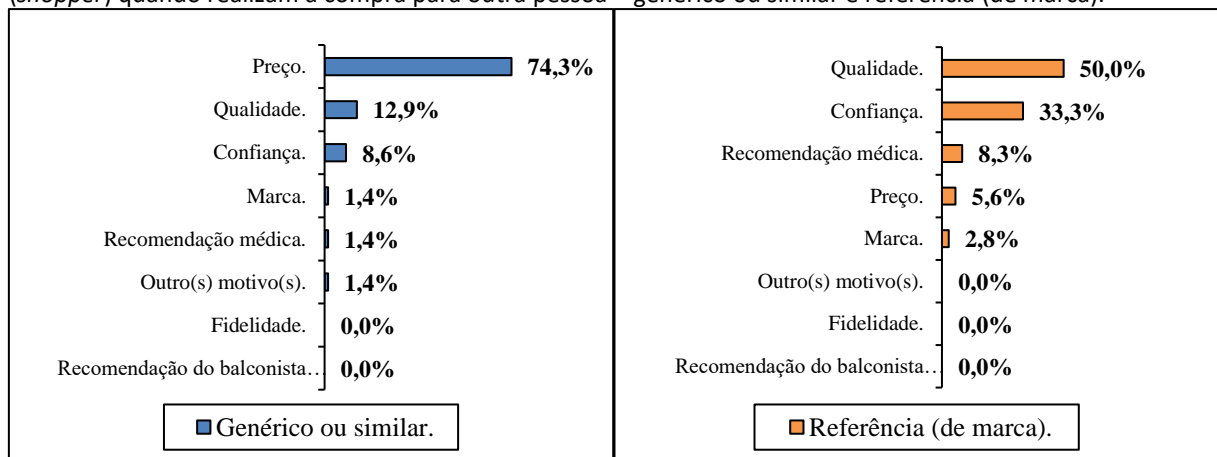 (shopper) quando realizam a compra para outra pessoa – genérico ou similar e referência (de marca).
Preço. 74,3%
Qualidade. 12,9%
Confiança. 8,6%
Marca. 1,4%
Recomendação médica. 1,4%
Outro(s) motivo(s). 1,4%
Fidelidade. 0,0%
Recomendação do balconista… 0,0%
Genérico ou similar.
Qualidade. 50,0%
Confiança. 33,3%
Recomendação médica. 8,3%
Preço. 5,6%
Marca. 2,8%
Outro(s) motivo(s). 0,0%
Fidelidade. 0,0%
Recomendação do balconista… 0,0%
Referência (de marca).